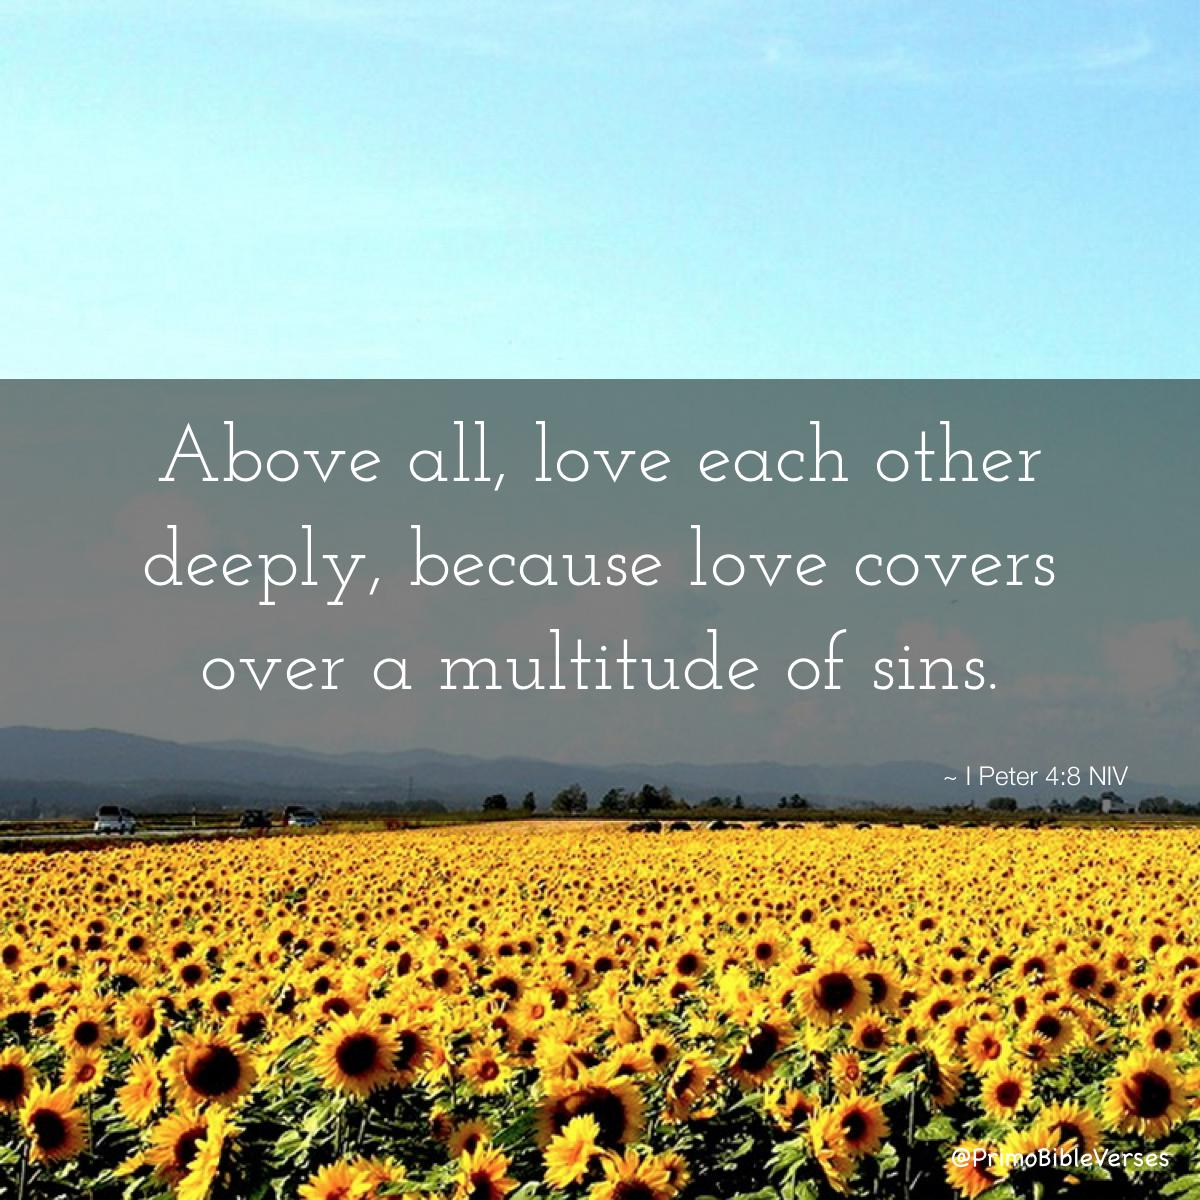 Above all, love each other
deeply, because love covers
over a multitude of sins.
~ I Peter 4:8 NIV
@PrimoBibleVerses